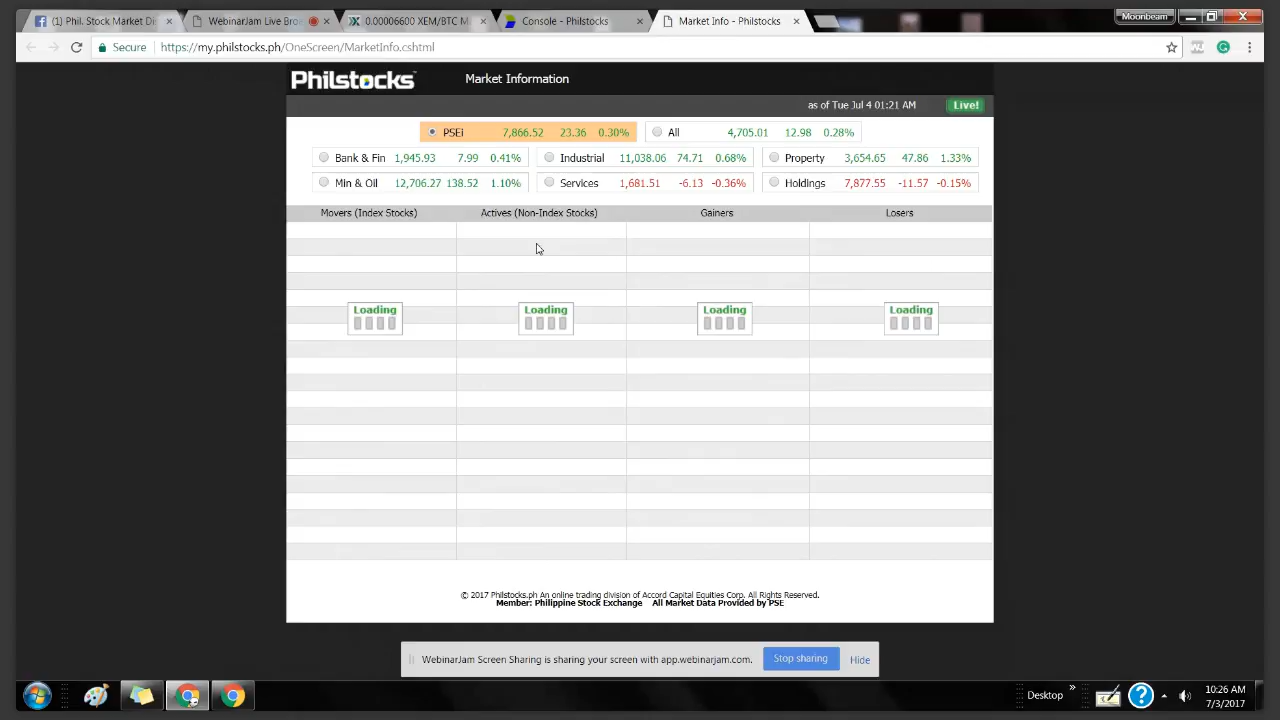 (1) Phil. Stock Market Di
WebinarJam Live Bro
0.00006600 XEM/BTC
Console - Philstocks
Market Info - Philstocks
Moonbeam
Secure
https://my.philstocks.ph/OneScreen/MarketInfo.cshtml
Philstocks
Market Information
as of Tue Jul 4 01:21 AM
Live!
PSEi 7,866.52 23.36 0.30%
All 4,705.01 12.98 0.28%
Bank & Fin 1,945.93 7.99 0.41%
Industrial 11,038.06 74.71 0.68%
Property 3,654.65 47.86 1.33%
Min & Oil 12,706.27 138.52 1.10%
Services 1,681.51 -6.13 -0.36%
Holdings 7,877.55 -11.57 -0.15%
Movers (Index Stocks)
Actives (Non-Index Stocks)
Gainers
Losers
Loading
Loading
Loading
Loading
© 2017 Philstocks.ph An online trading division of Accord Capital Equities Corp. All Rights Reserved.
Member: Philippine Stock Exchange All Market Data Provided by PSE
WebinarJam Screen Sharing is sharing your screen with app.webinarjam.com.
Stop sharing
Hide
Desktop
10:26 AM
7/3/2017